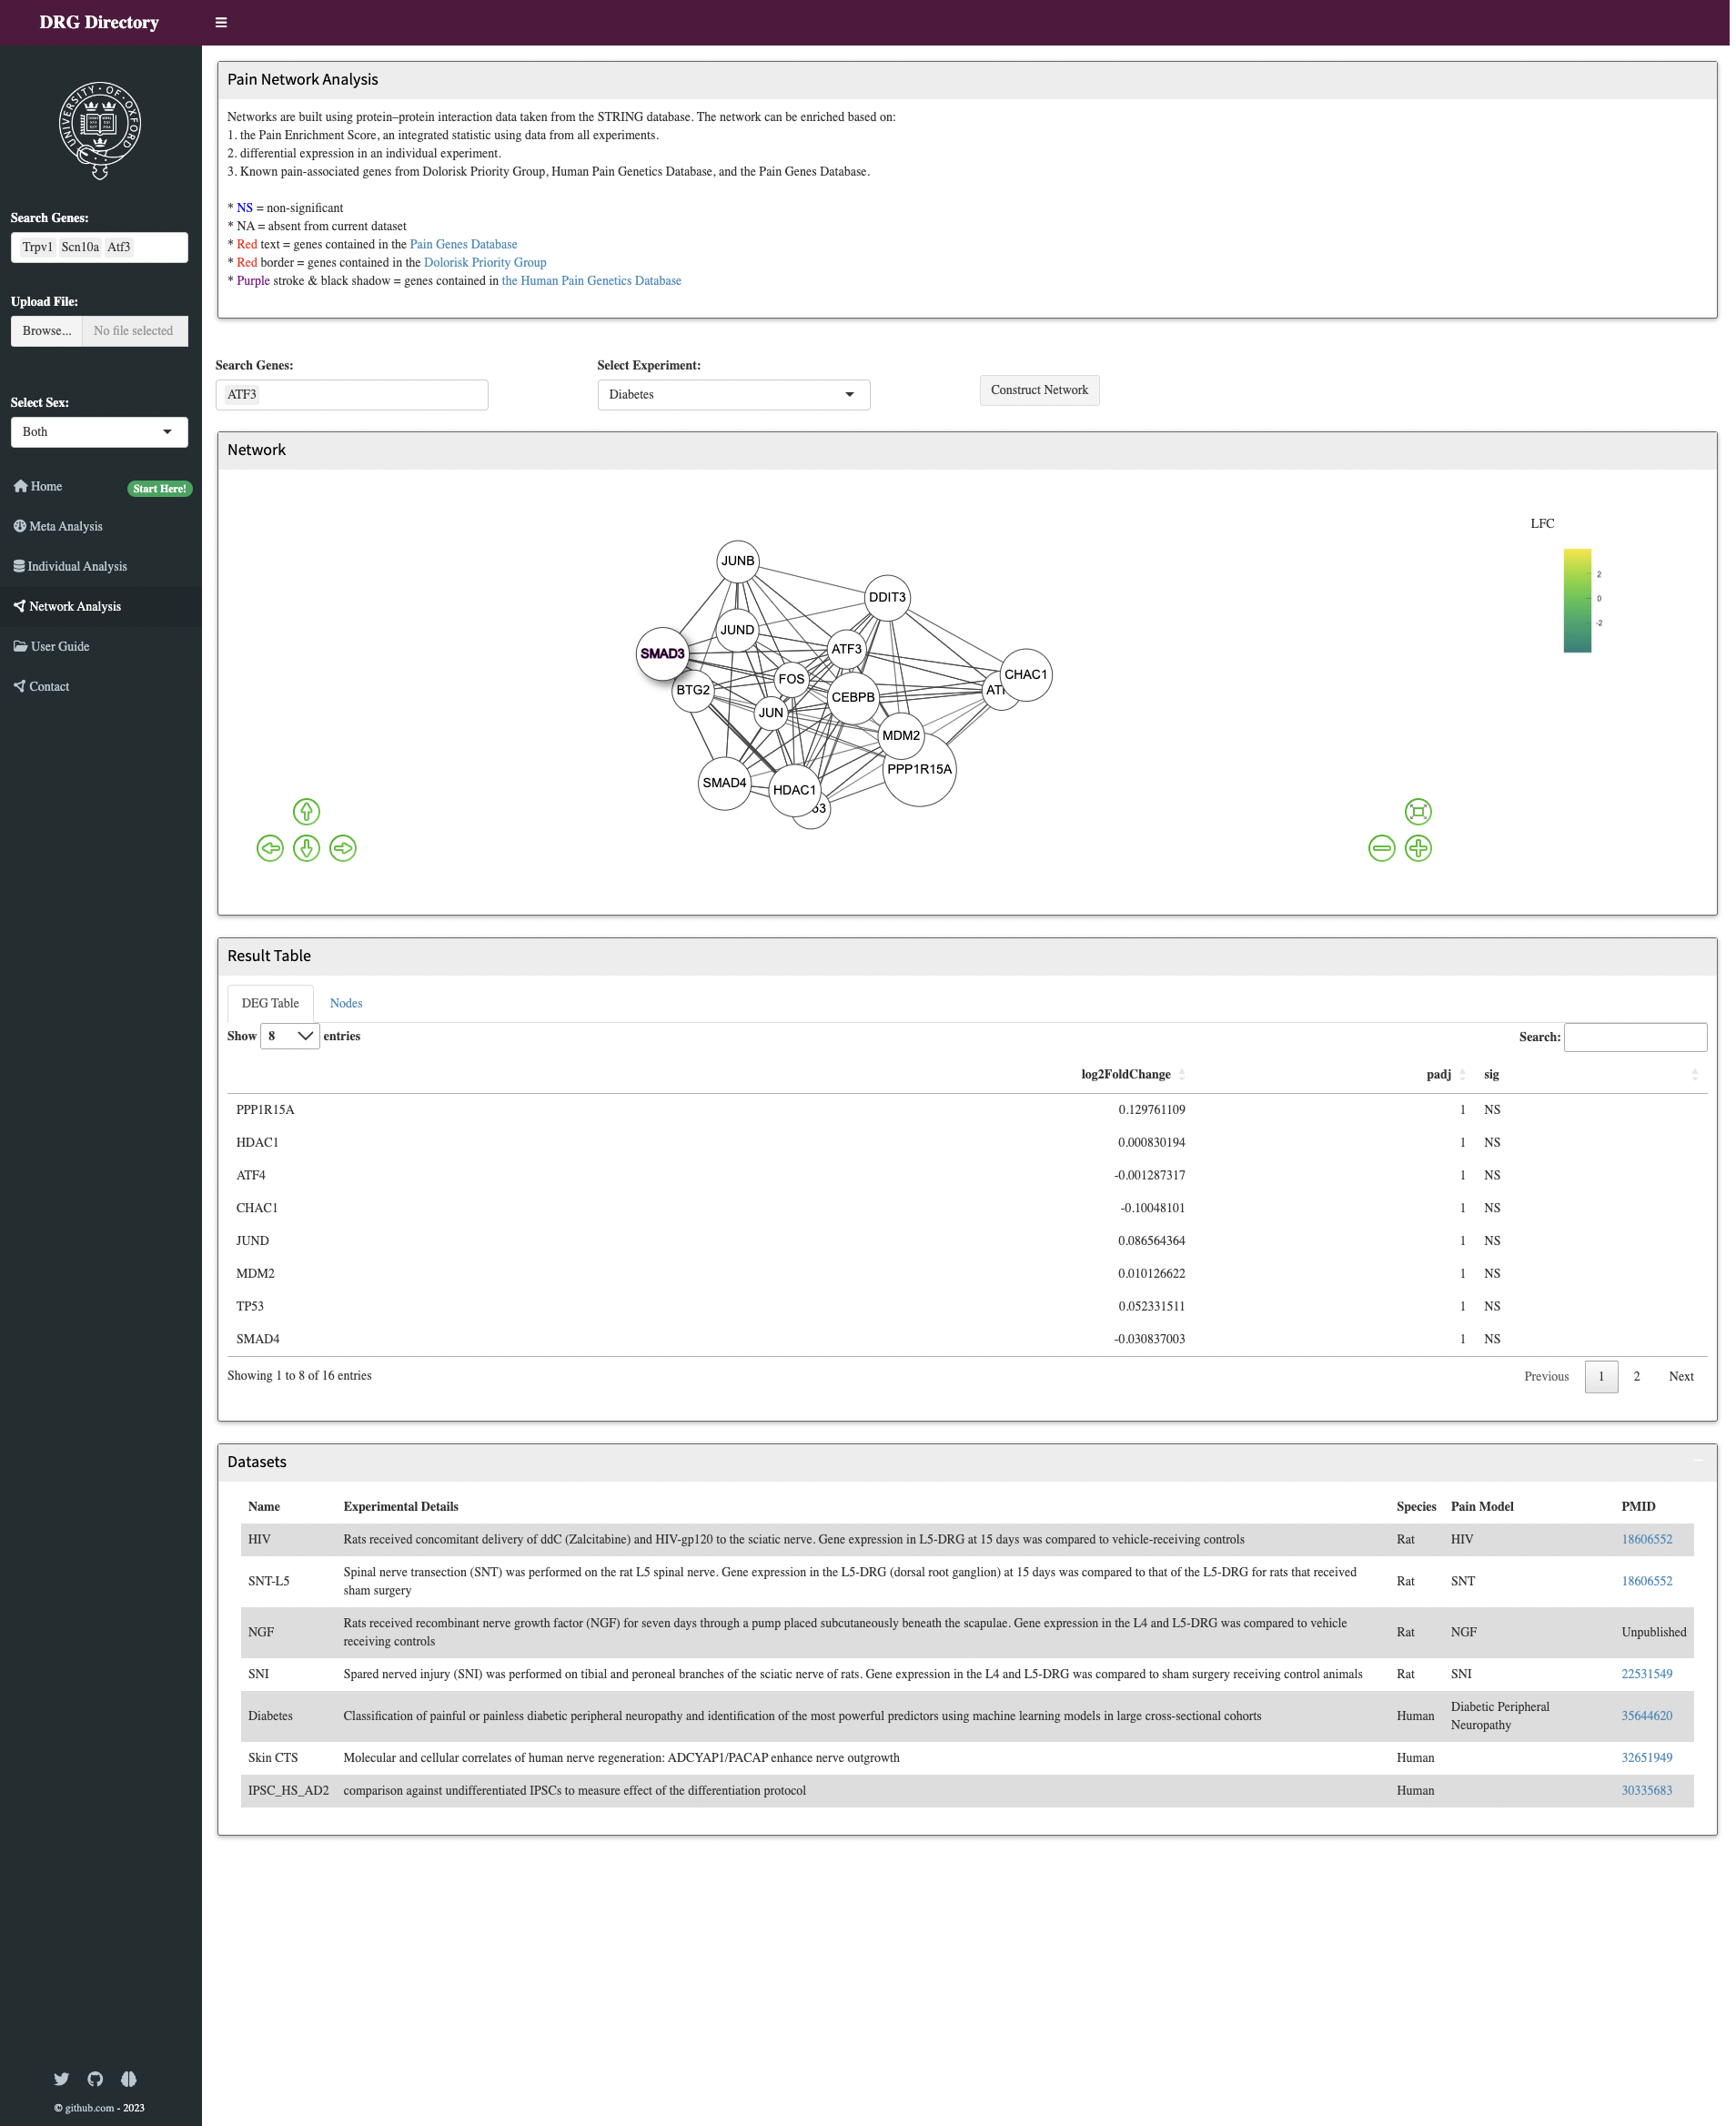 DRG Directory
UNIVERSITY OF OXFORD
Search Genes:
Trpv1 Scn10a Atf3
Upload File:
Browse... No file selected
Select Sex:
Both
Home Start Here!
Meta Analysis
Individual Analysis
Network Analysis
User Guide
Contact
© github.com - 2023
Pain Network Analysis
Networks are built using protein–protein interaction data taken from the STRING database. The network can be enriched based on:
1. the Pain Enrichment Score, an integrated statistic using data from all experiments.
2. differential expression in an individual experiment.
3. Known pain-associated genes from Dolorisk Priority Group, Human Pain Genetics Database, and the Pain Genes Database.
* NS = non-significant
* NA = absent from current dataset
* Red text = genes contained in the Pain Genes Database
* Red border = genes contained in the Dolorisk Priority Group
* Purple stroke & black shadow = genes contained in the Human Pain Genetics Database
Search Genes:
ATF3
Select Experiment:
Diabetes
Construct Network
Network
LFC
2
0
-2
JUNB
DDIT3
JUND
SMAD3
ATF3
CHAC1
FOS
BTG2
CEBPB
JUN
MDM2
PPP1R15A
SMAD4
HDAC1
Result Table
DEG Table Nodes
Show 8 entries
Search:
log2FoldChange padj sig
PPP1R15A 0.129761109 1 NS
HDAC1 0.000830194 1 NS
ATF4 -0.001287317 1 NS
CHAC1 -0.10048101 1 NS
JUND 0.086564364 1 NS
MDM2 0.010126622 1 NS
TP53 0.052331511 1 NS
SMAD4 -0.030837003 1 NS
Showing 1 to 8 of 16 entries
Previous 1 2 Next
Datasets
Name Experimental Details Species Pain Model PMID
HIV Rats received concomitant delivery of ddC (Zalcitabine) and HIV-gp120 to the sciatic nerve. Gene expression in L5-DRG at 15 days was compared to vehicle-receiving controls Rat HIV 18606552
SNT-L5 Spinal nerve transection (SNT) was performed on the rat L5 spinal nerve. Gene expression in the L5-DRG (dorsal root ganglion) at 15 days was compared to that of the L5-DRG for rats that received
sham surgery Rat SNT 18606552
NGF Rats received recombinant nerve growth factor (NGF) for seven days through a pump placed subcutaneously beneath the scapulae. Gene expression in the L4 and L5-DRG was compared to vehicle
receiving controls Rat NGF Unpublished
SNI Spared nerved injury (SNI) was performed on tibial and peroneal branches of the sciatic nerve of rats. Gene expression in the L4 and L5-DRG was compared to sham surgery receiving control animals Rat SNI 22531549
Diabetes Classification of painful or painless diabetic peripheral neuropathy and identification of the most powerful predictors using machine learning models in large cross-sectional cohorts Human Diabetic Peripheral
Neuropathy 35644620
Skin CTS Molecular and cellular correlates of human nerve regeneration: ADCYAP1/PACAP enhance nerve outgrowth Human 32651949
IPSC_HS_AD2 comparison against undifferentiated IPSCs to measure effect of the differentiation protocol Human 30335683